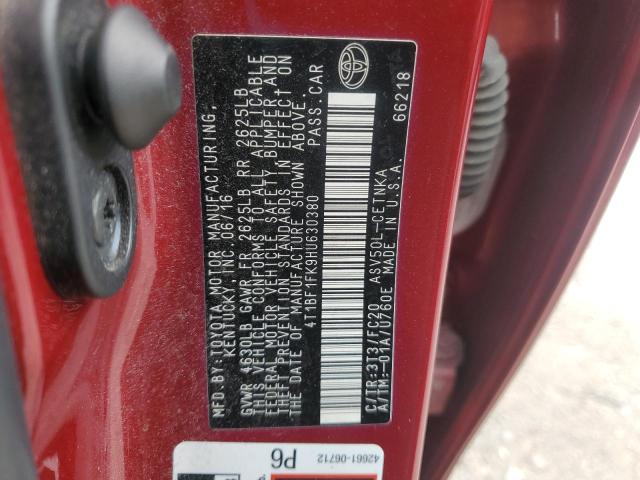 MFD. BY: TOYOTA MOTOR MANUFACTURING,
KENTUCKY, INC. 06/16
GVWR 4630LB GAWR FR 2625LB RR 2625LB
THIS VEHICLE CONFORMS TO ALL APPLICABLE
FEDERAL MOTOR VEHICLE SAFETY, BUMPER, AND
THEFT PREVENTION STANDARDS IN EFFECT ON
THE DATE OF MANUFACTURE SHOWN ABOVE.
4T1BF1FK9HU630380 PASS.CAR
C/TR:3T3/FC20 ASV50L-CETNKA
A/TM:-01A/U760E MADE IN U.S.A. 66218
42661-06712
P6